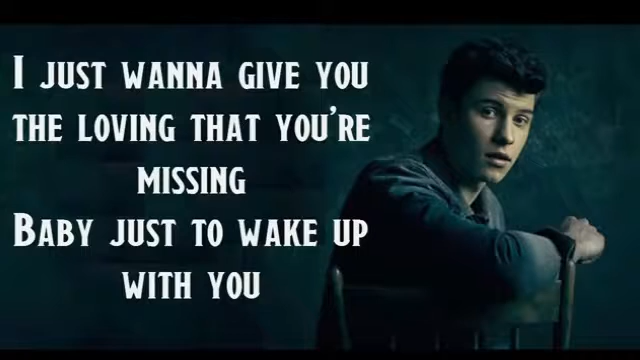 I JUST WANNA GIVE YOU
THE LOVING THAT YOU'RE
MISSING
BABY JUST TO WAKE UP
WITH YOU